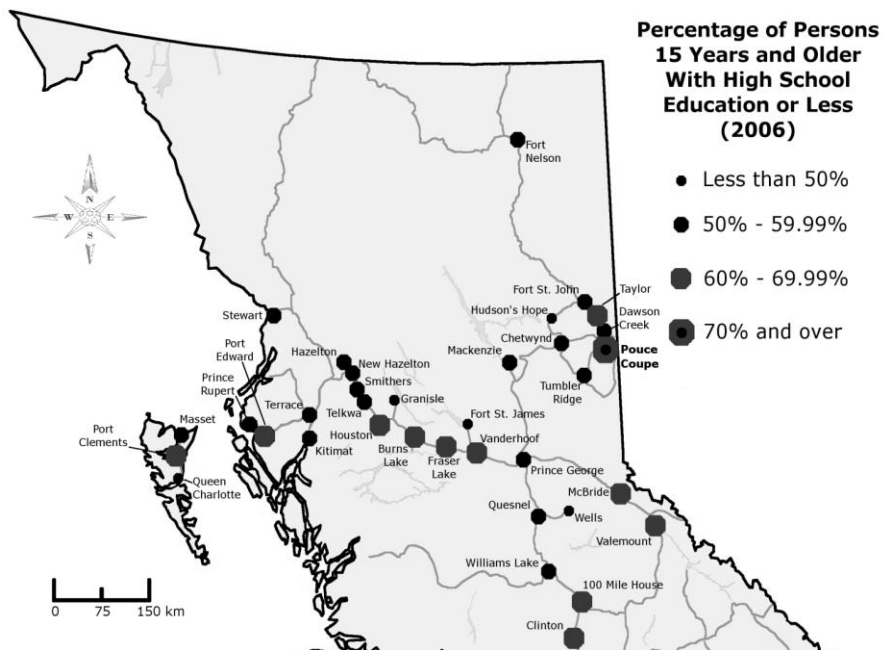 Percentage of Persons
15 Years and Older
With High School
Education or Less
(2006)
Less than 50%
50% - 59.99%
60% - 69.99%
70% and over
N
W E
S
Fort
Nelson
Fort St. John
Taylor
Hudson's Hope
Dawson
Creek
Stewart
Chetwynd
Port
Edward
Hazelton
New Hazelton
Mackenzie
Pouce
Coupe
Prince
Rupert
Smithers
Tumbler
Ridge
Terrace
Telkwa
Granisle
Masset
Fort St. James
Port
Clements
Houston
Kitimat
Burns
Lake
Fraser
Lake
Vanderhoof
Queen
Charlotte
Prince George
McBride
Quesnel
Wells
Valemount
Williams Lake
100 Mile House
0 75 150 km
Clinton